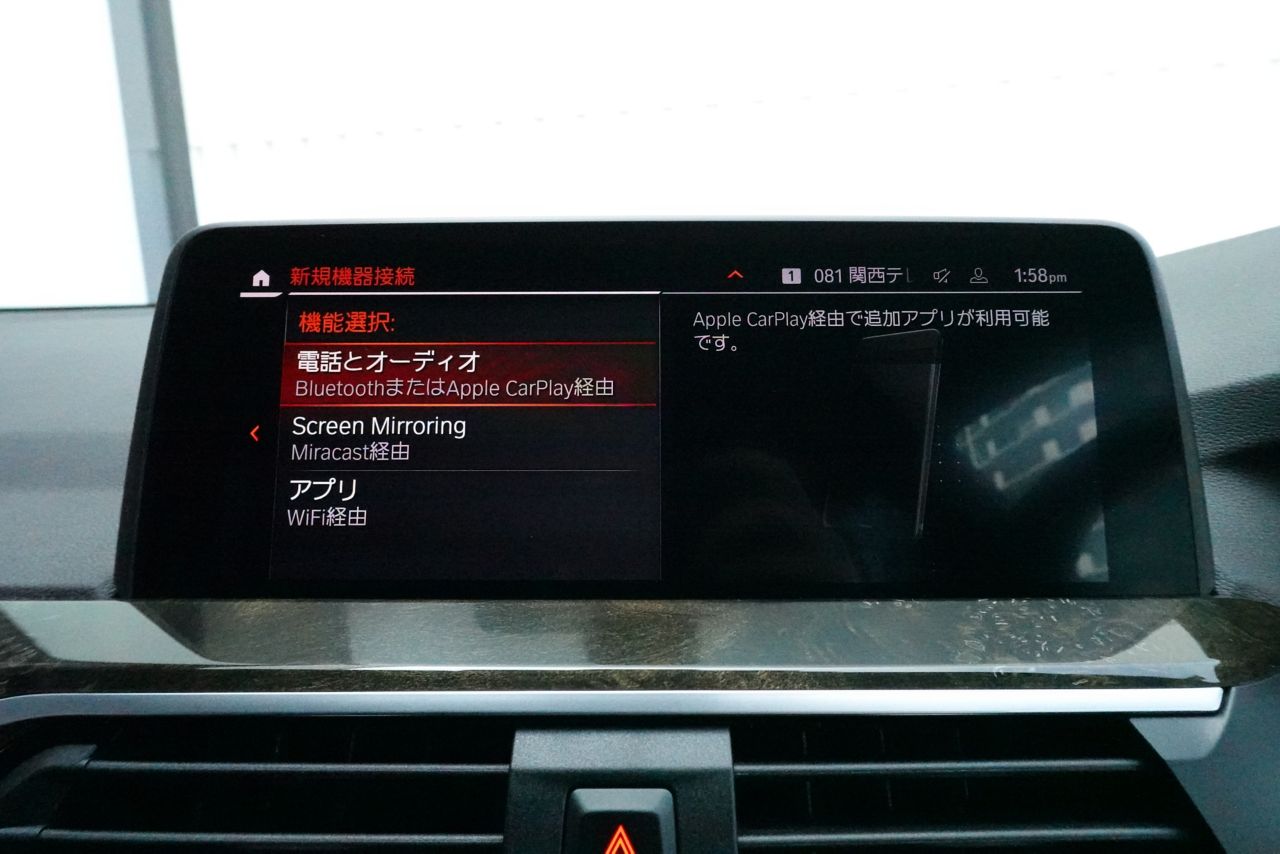 新規機器接続
1 081 関西テレ 1:58pm
機能選択:
電話とオーディオ
BluetoothまたはApple CarPlay経由
Screen Mirroring
Miracast経由
アプリ
WiFi経由
Apple CarPlay経由で追加アプリが利用可能
です。